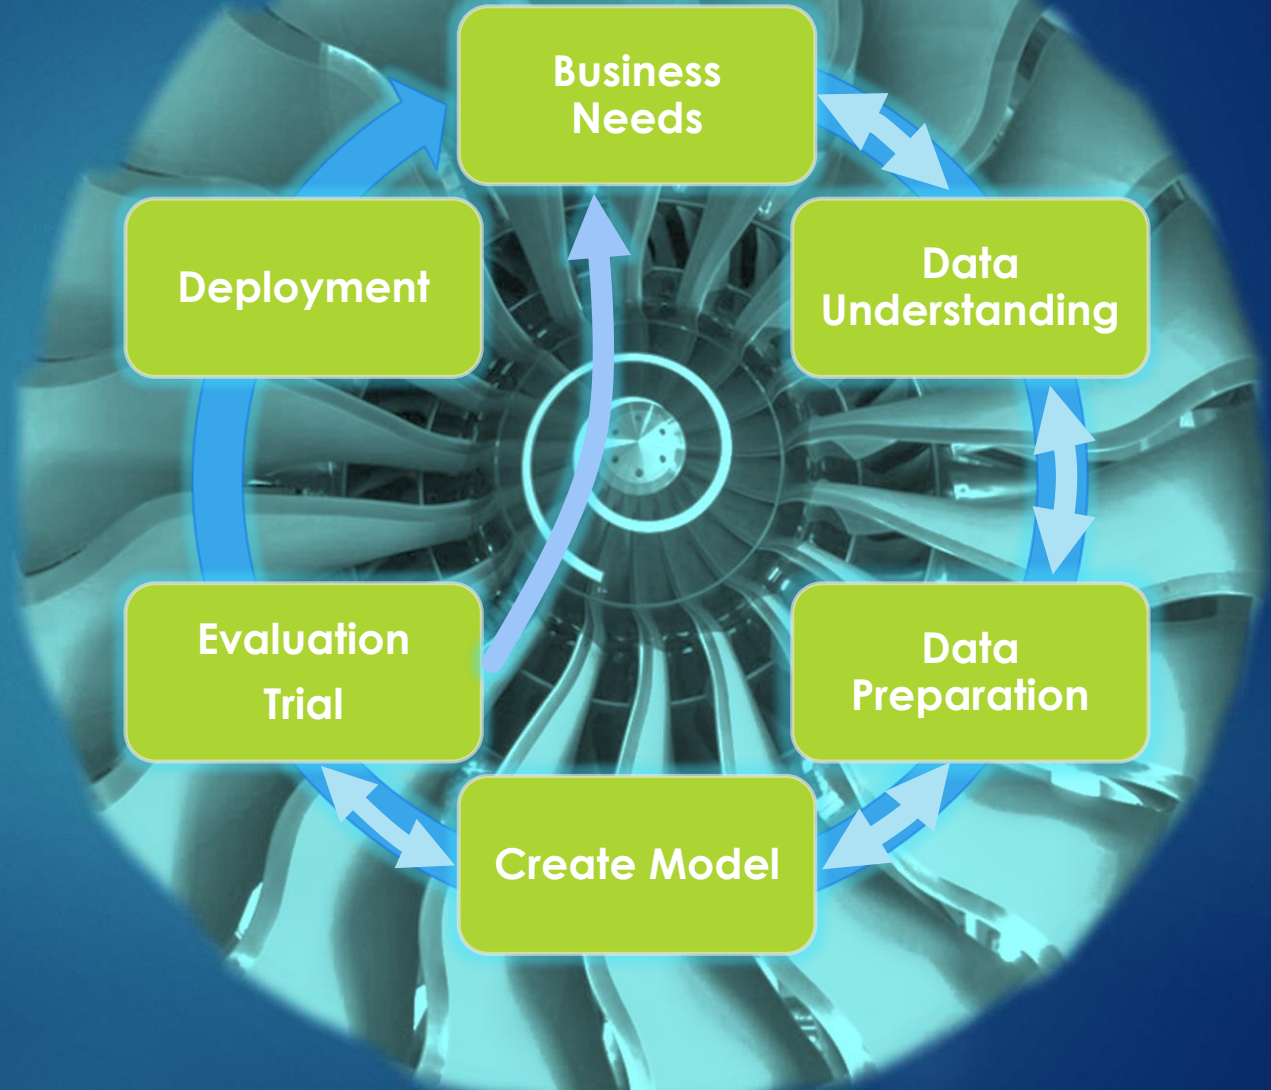 Business
Needs
Data
Understanding
Data
Preparation
Create Model
Evaluation
Trial
Deployment